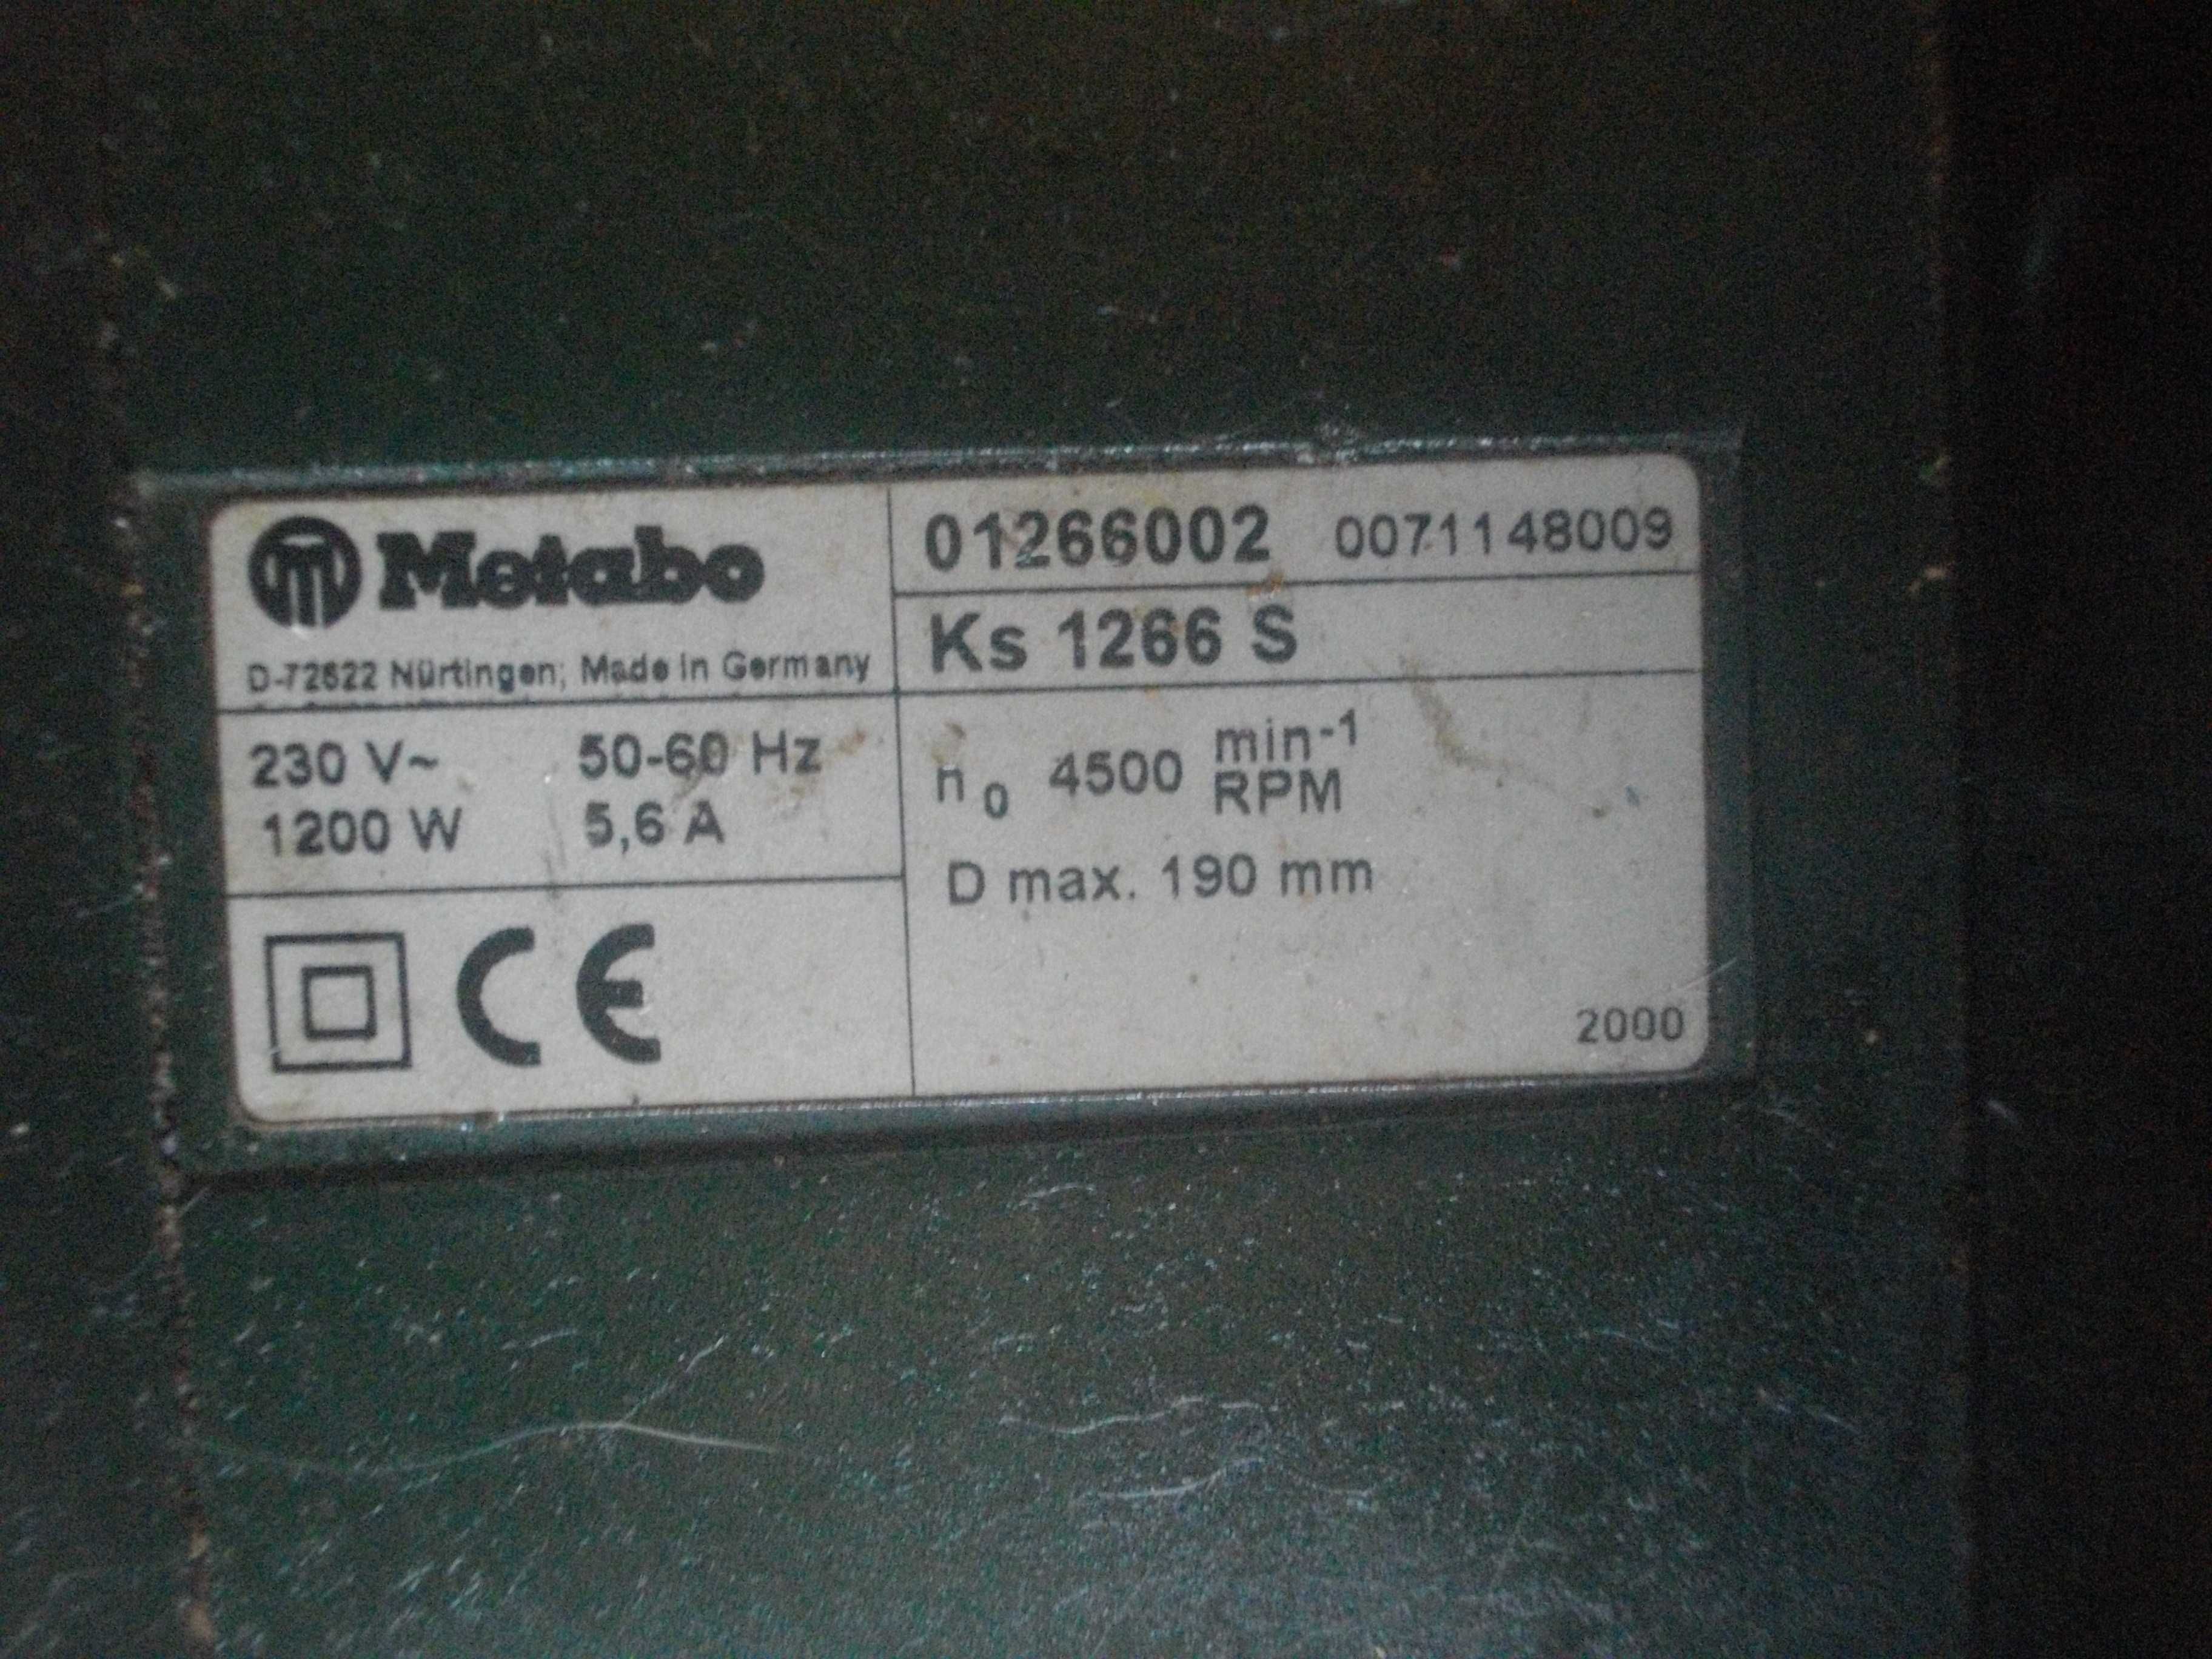 Metabo
D-72622 Nürtingen; Made in Germany
01266002 0071148009
Ks 1266 S
230 V~ 50-60 Hz
1200 W 5,6 A
n₀ 4500 min⁻¹
RPM
D max. 190 mm
CE
2000